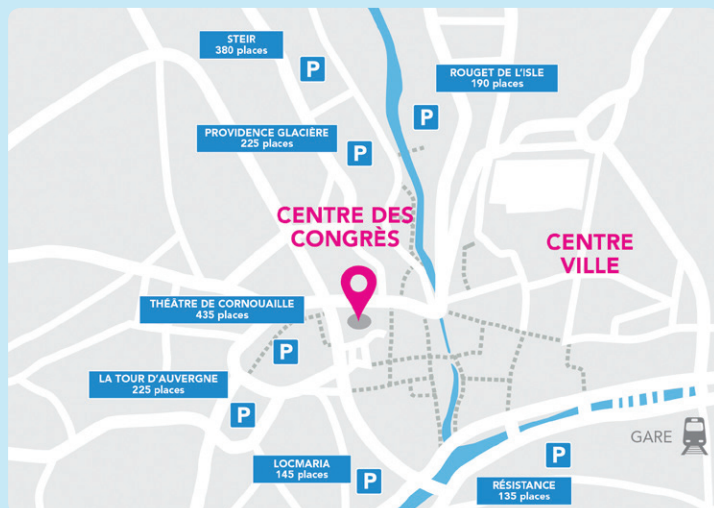 STEIR
380 places
P
ROUGET DE L'ISLE
190 places
P
PROVIDENCE GLACIÈRE
225 places
P
CENTRE DES
CONGRÈS
CENTRE
VILLE
THÉÂTRE DE CORNOUAILLE
435 places
P
LA TOUR D'AUVERGNE
225 places
P
GARE
LOCMARIA
145 places
P
P
RÉSISTANCE
135 places